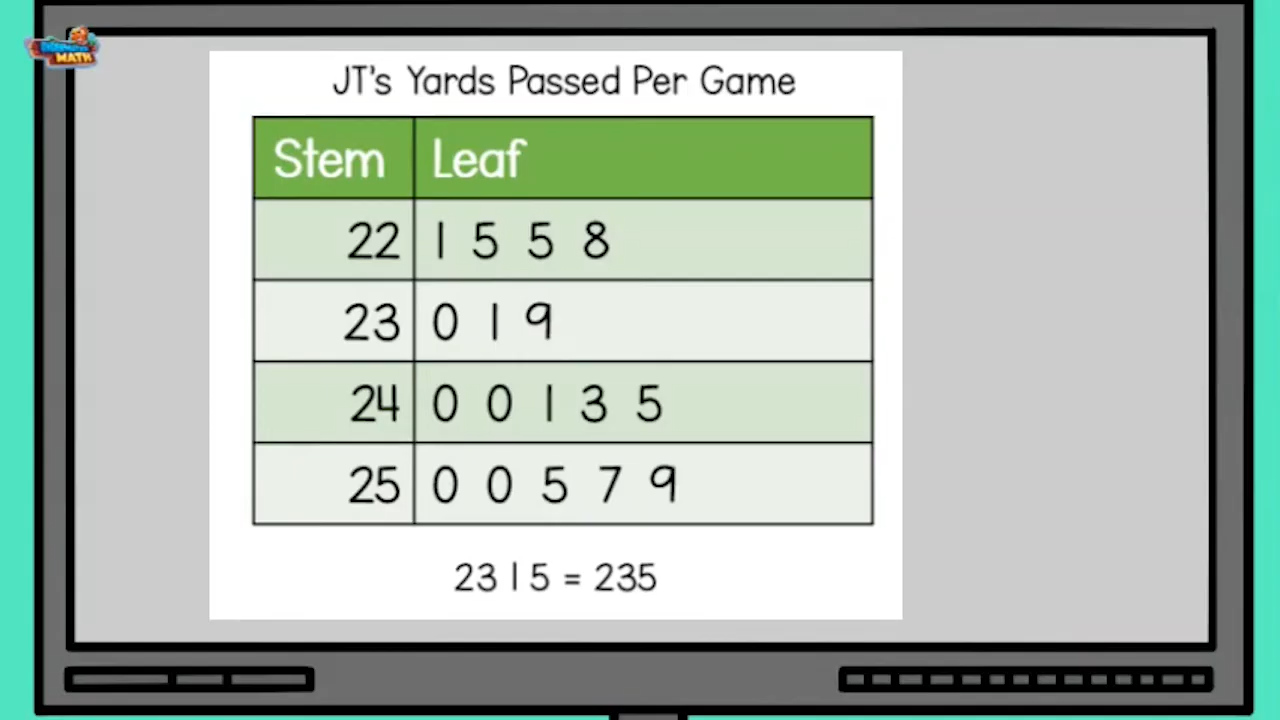 MATH
JT's Yards Passed Per Game
Stem Leaf
22 1 5 5 8
23 0 1 9
24 0 0 1 3 5
25 0 0 5 7 9
23 | 5 = 235